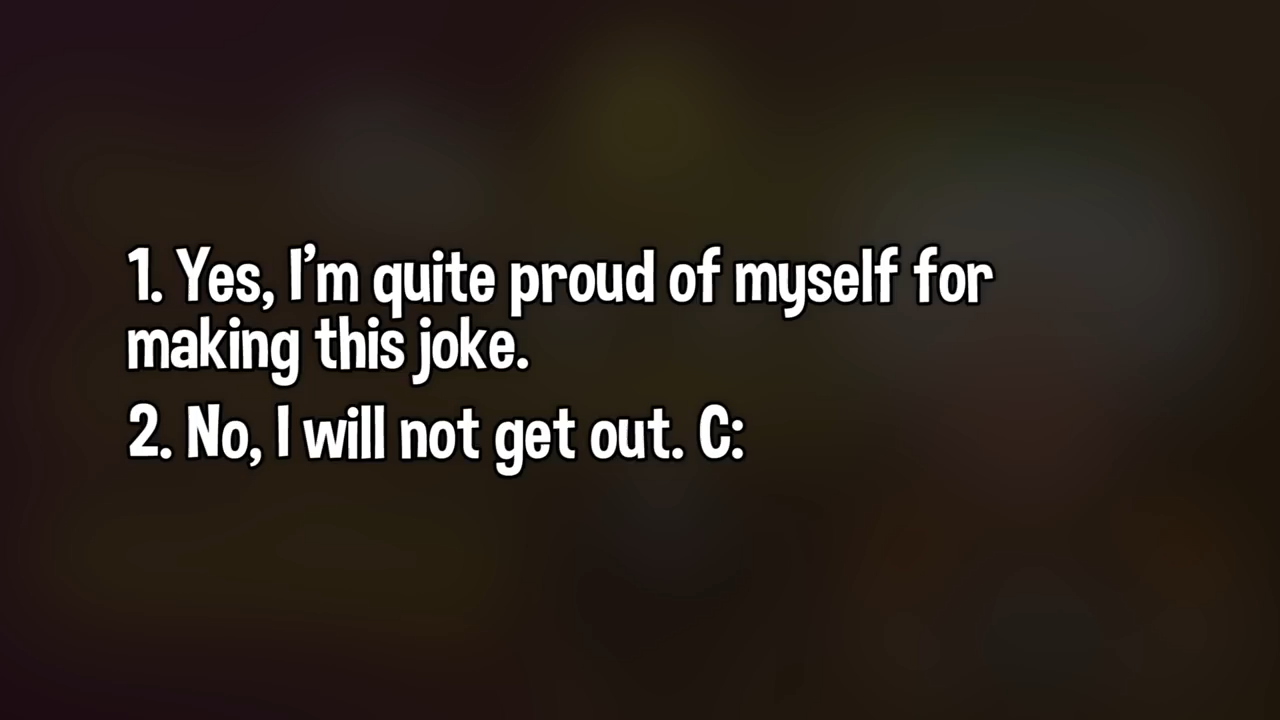 1. Yes, I’m quite proud of myself for
making this joke.
2. No, I will not get out. C: